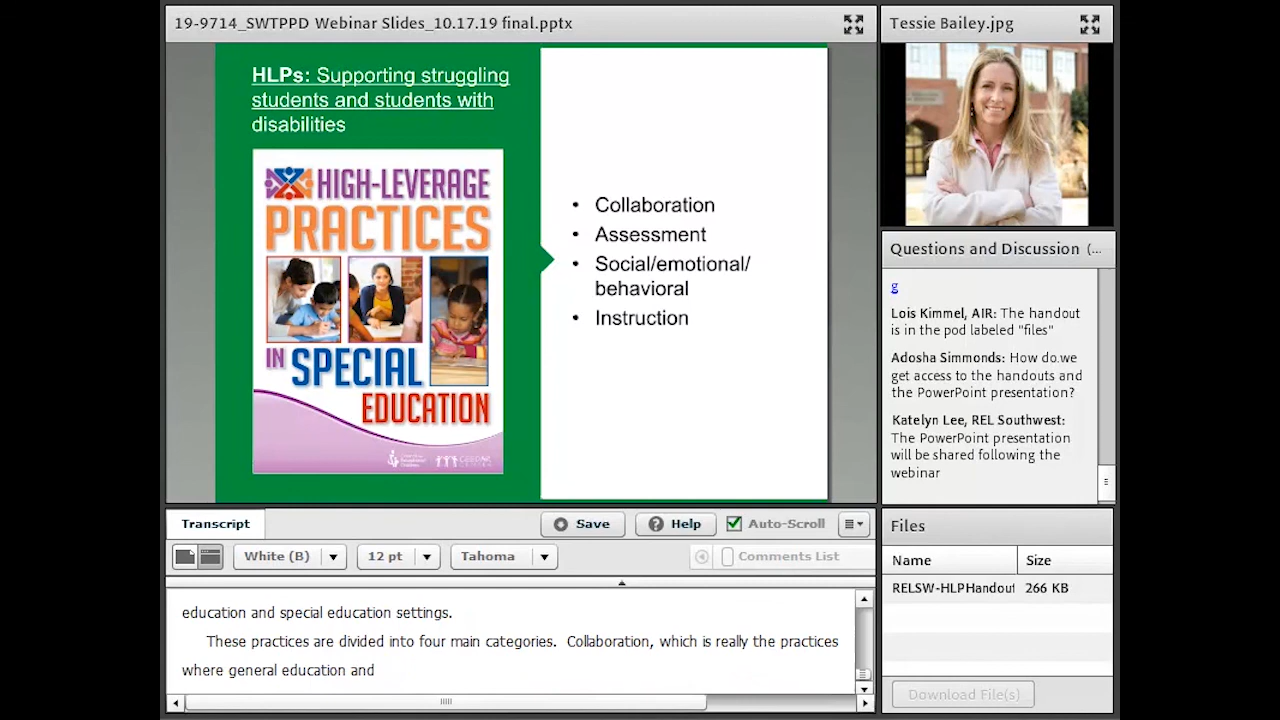 19-9714_SWTPPD Webinar Slides_10.17.19 final.pptx
HLPs: Supporting struggling
students and students with
disabilities
HIGH-LEVERAGE
PRACTICES
IN SPECIAL
EDUCATION
• Collaboration
• Assessment
• Social/emotional/
behavioral
• Instruction
Tessie Bailey.jpg
Questions and Discussion (...
g
Lois Kimmel, AIR: The handout
is in the pod labeled "files"
Adosha Simmonds: How do.we
get access to the handouts and
the PowerPoint presentation?
Katelyn Lee, REL Southwest:
The PowerPoint presentation
will be shared following the
webinar
Transcript
Save
Help
Auto-Scroll
White (B)
12 pt
Tahoma
Comments List
education and special education settings.
These practices are divided into four main categories. Collaboration, which is really the practices
where general education and
Files
Name Size
RELSW-HLPHandout 266 KB
Download File(s)